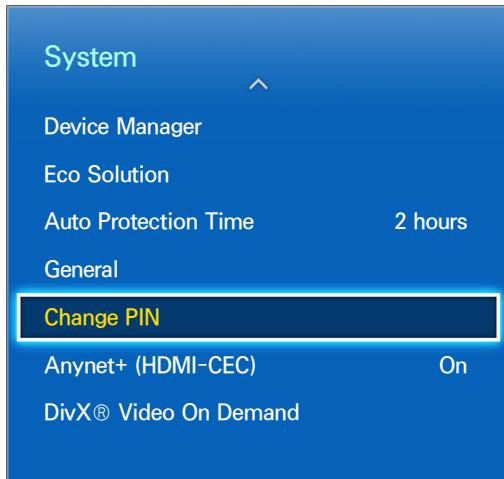 System
Device Manager
Eco Solution
Auto Protection Time 2 hours
General
Change PIN
Anynet+ (HDMI-CEC) On
DivX® Video On Demand